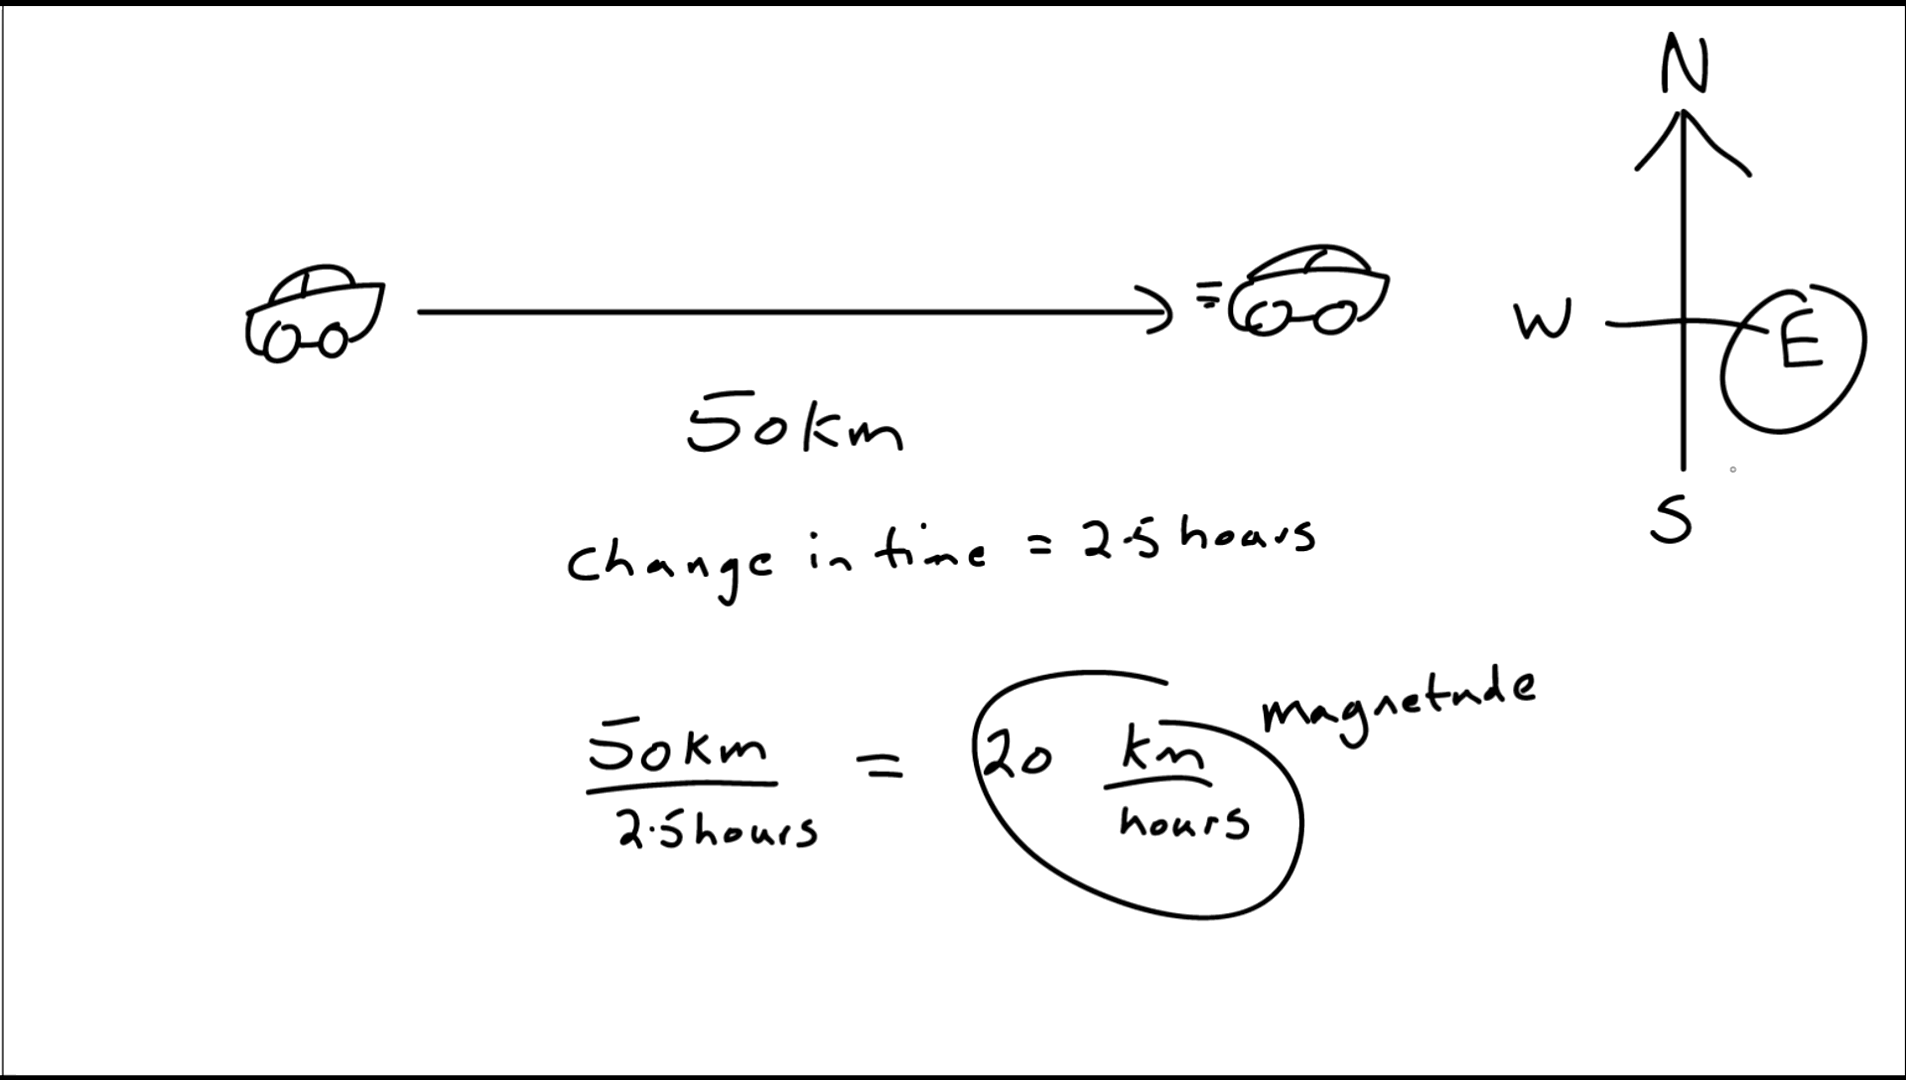 N
W E
S
50km
change in time = 2.5 hours
50km / 2.5hours = 20 km / hours
magnetude